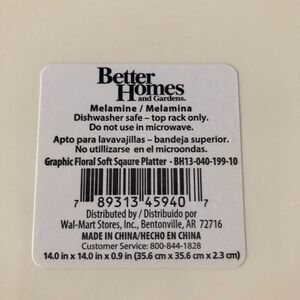 Better
Homes
and Gardens.
Melamine / Melamina
Dishwasher safe – top rack only.
Do not use in microwave.
Apto para lavavajillas – bandeja superior.
No utilizarse en el microondas.
Graphic Floral Soft Sqaure Platter - BH13-040-199-10
7 89313 45940 7
Distributed by / Distribuido por
Wal-Mart Stores, Inc., Bentonville, AR 72716
MADE IN CHINA/HECHO EN CHINA
Customer Service: 800-844-1828
14.0 in x 14.0 in x 0.9 in (35.6 cm x 35.6 cm x 2.3 cm)